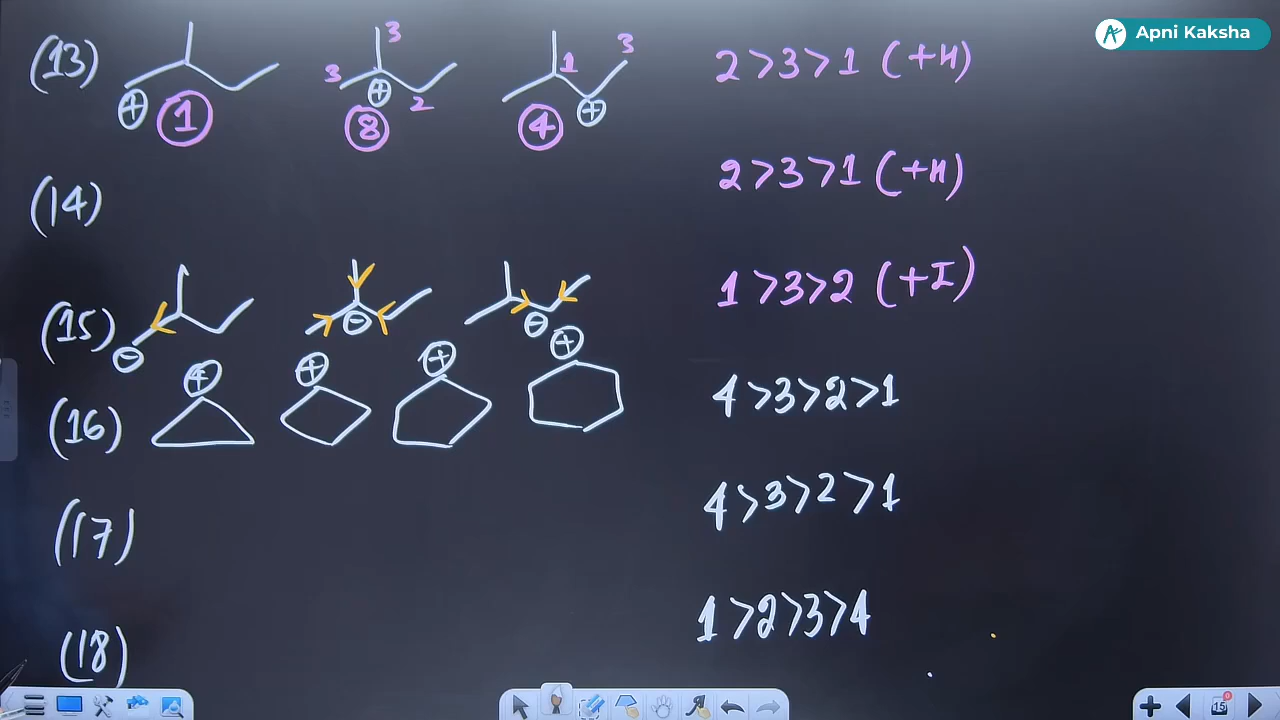 Apni Kaksha
(13) ⊕ ① 3 3 ⊕ 2 ⑧ 1 3 ⊕ ④ 2>3>1 (+H)
(14) 2>3>1 (+H)
(15) ⊖ ⊖ ⊖ 1>3>2 (+I)
(16) ⊕ ⊕ ⊕ ⊕ 4>3>2>1
(17) 4>3>2>1
(18) 1>2>3>4
15